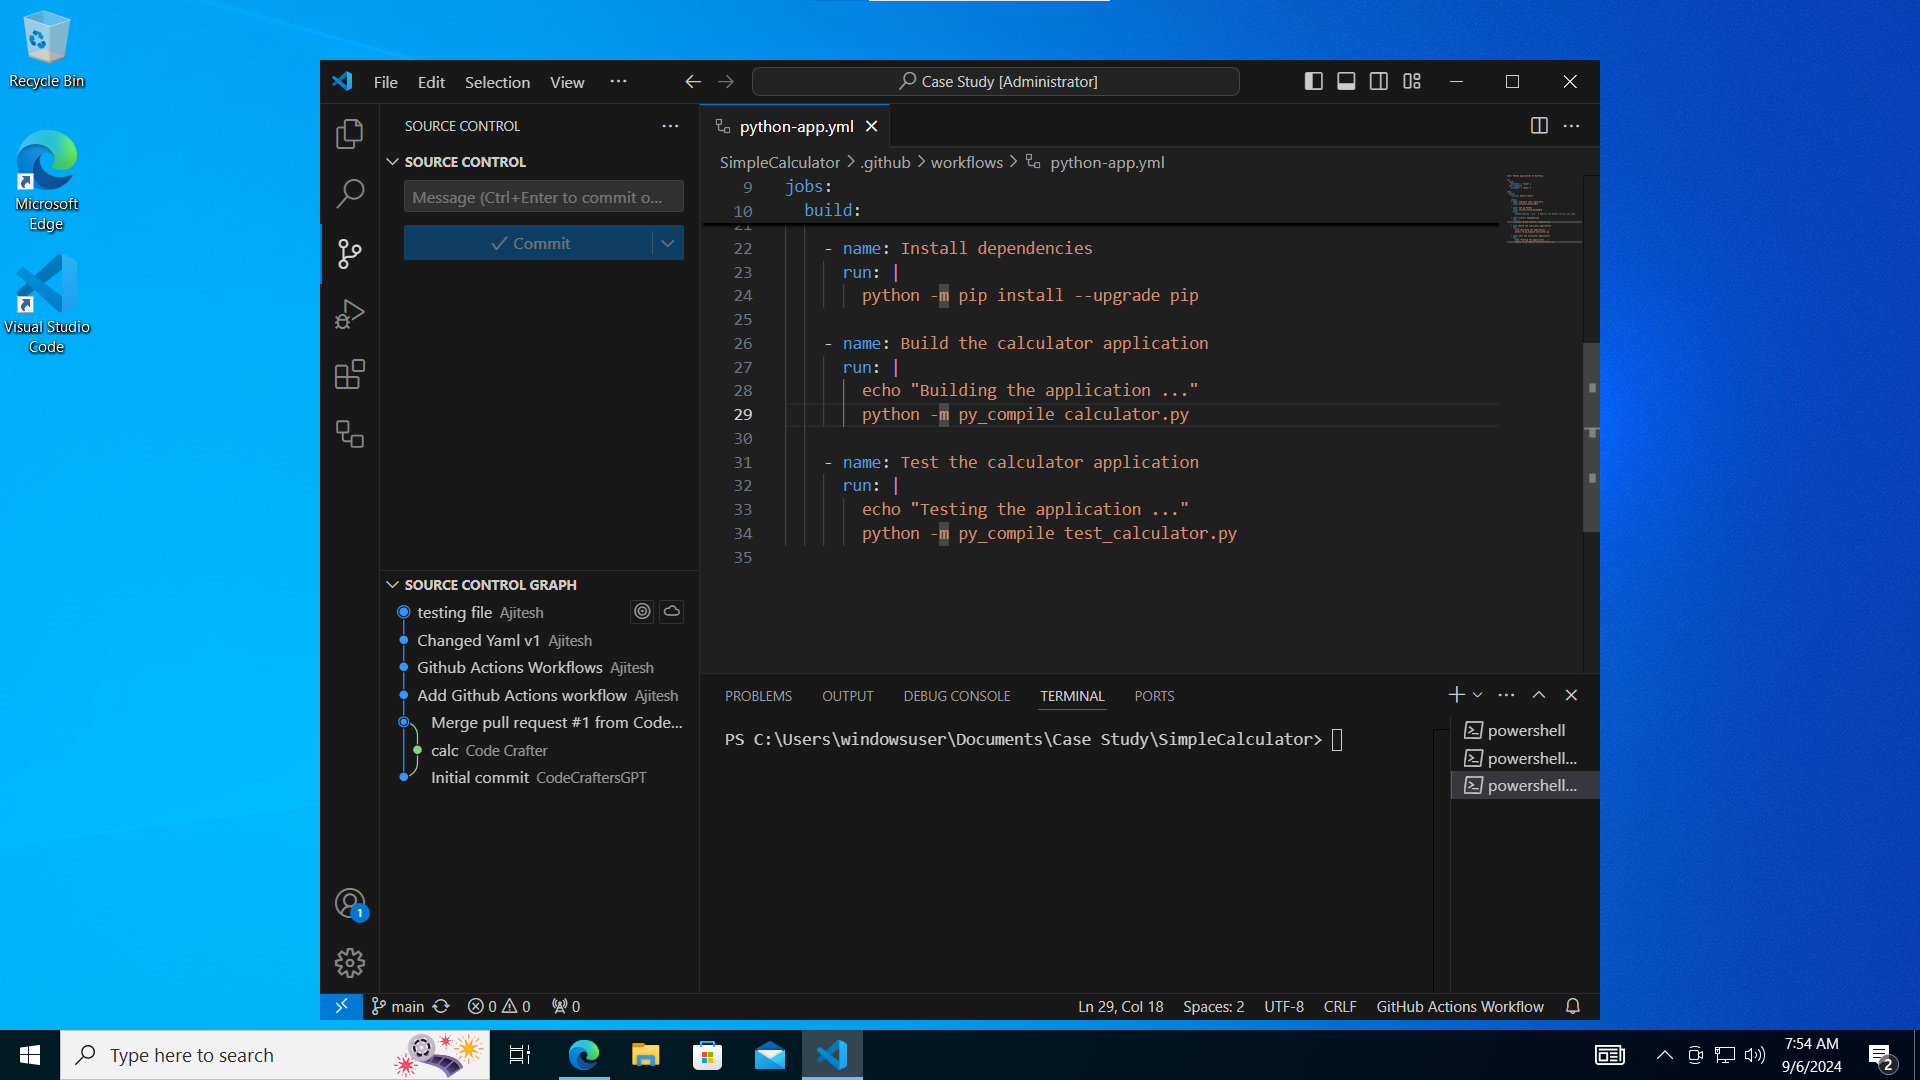 Recycle Bin
Microsoft
Edge
Visual Studio
Code
File Edit Selection View ···
Case Study [Administrator]
SOURCE CONTROL
SOURCE CONTROL
Message (Ctrl+Enter to commit o...
Commit
SOURCE CONTROL GRAPH
testing file Ajitesh
Changed Yaml v1 Ajitesh
Github Actions Workflows Ajitesh
Add Github Actions workflow Ajitesh
Merge pull request #1 from Code...
calc Code Crafter
Initial commit CodeCraftersGPT
1
python-app.yml
SimpleCalculator > .github > workflows > python-app.yml
9 jobs:
10 build:
21
22 - name: Install dependencies
23 run: |
24 python -m pip install --upgrade pip
25
26 - name: Build the calculator application
27 run: |
28 echo "Building the application ..."
29 python -m py_compile calculator.py
30
31 - name: Test the calculator application
32 run: |
33 echo "Testing the application ..."
34 python -m py_compile test_calculator.py
35
PROBLEMS OUTPUT DEBUG CONSOLE TERMINAL PORTS
PS C:\Users\windowsuser\Documents\Case Study\SimpleCalculator>
powershell
powershell...
powershell...
main 0 0 0
Ln 29, Col 18 Spaces: 2 UTF-8 CRLF GitHub Actions Workflow
Type here to search
7:54 AM
9/6/2024
2